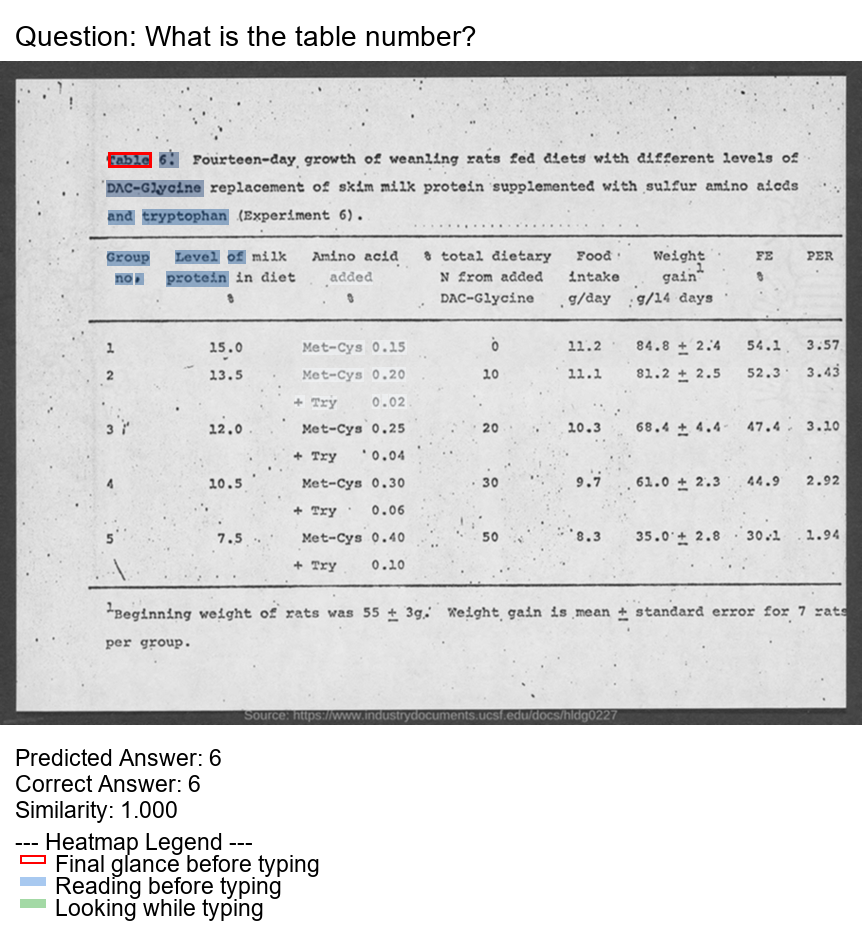 Question: What is the table number?
Table 6. Fourteen-day growth of weanling rats fed diets with different levels of
DAC-Glycine replacement of skim milk protein supplemented with sulfur amino aicds
and tryptophan (Experiment 6).
Group Level of milk Amino acid % total dietary Food Weight FE PER
no. protein in diet added N from added intake gain1 %
% % DAC-Glycine g/day g/14 days
1 15.0 Met-Cys 0.15 0 11.2 84.8 ± 2.4 54.1 3.57
2 13.5 Met-Cys 0.20 10 11.1 81.2 ± 2.5 52.3 3.43
+ Try 0.02
3 12.0 Met-Cys 0.25 20 10.3 68.4 ± 4.4 47.4 3.10
+ Try 0.04
4 10.5 Met-Cys 0.30 30 9.7 61.0 ± 2.3 44.9 2.92
+ Try 0.06
5 7.5 Met-Cys 0.40 50 8.3 35.0 ± 2.8 30.1 1.94
+ Try 0.10
1Beginning weight of rats was 55 ± 3g. Weight gain is mean ± standard error for 7 rats
per group.
Source: https://www.industrydocuments.ucsf.edu/docs/hldg0227
Predicted Answer: 6
Correct Answer: 6
Similarity: 1.000
--- Heatmap Legend ---
Final glance before typing
Reading before typing
Looking while typing